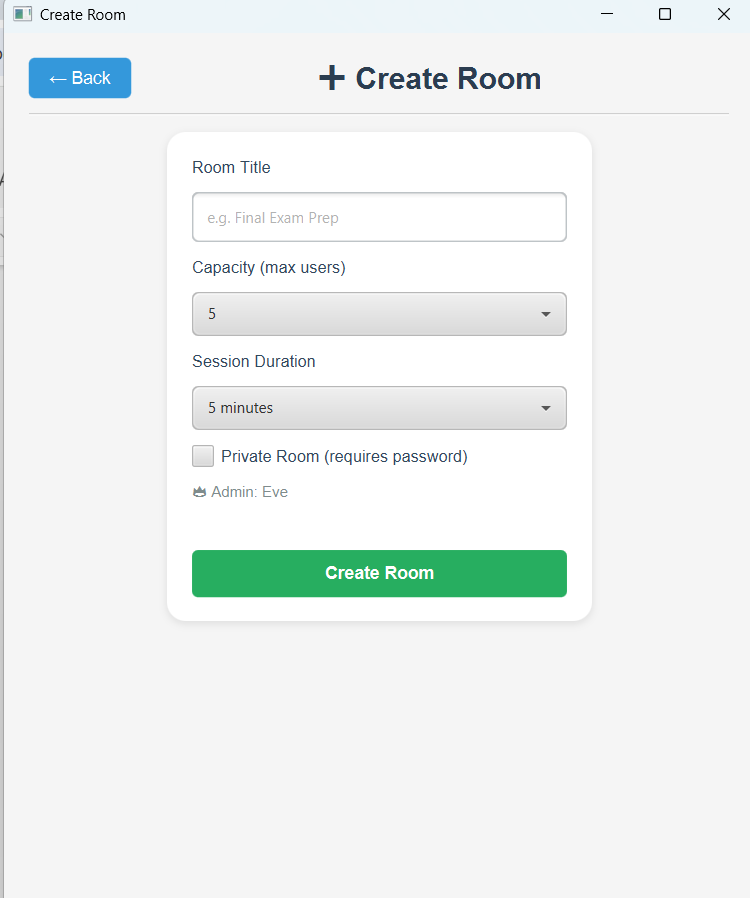 Create Room
← Back
+ Create Room
Room Title
e.g. Final Exam Prep
Capacity (max users)
5
Session Duration
5 minutes
Private Room (requires password)
Admin: Eve
Create Room